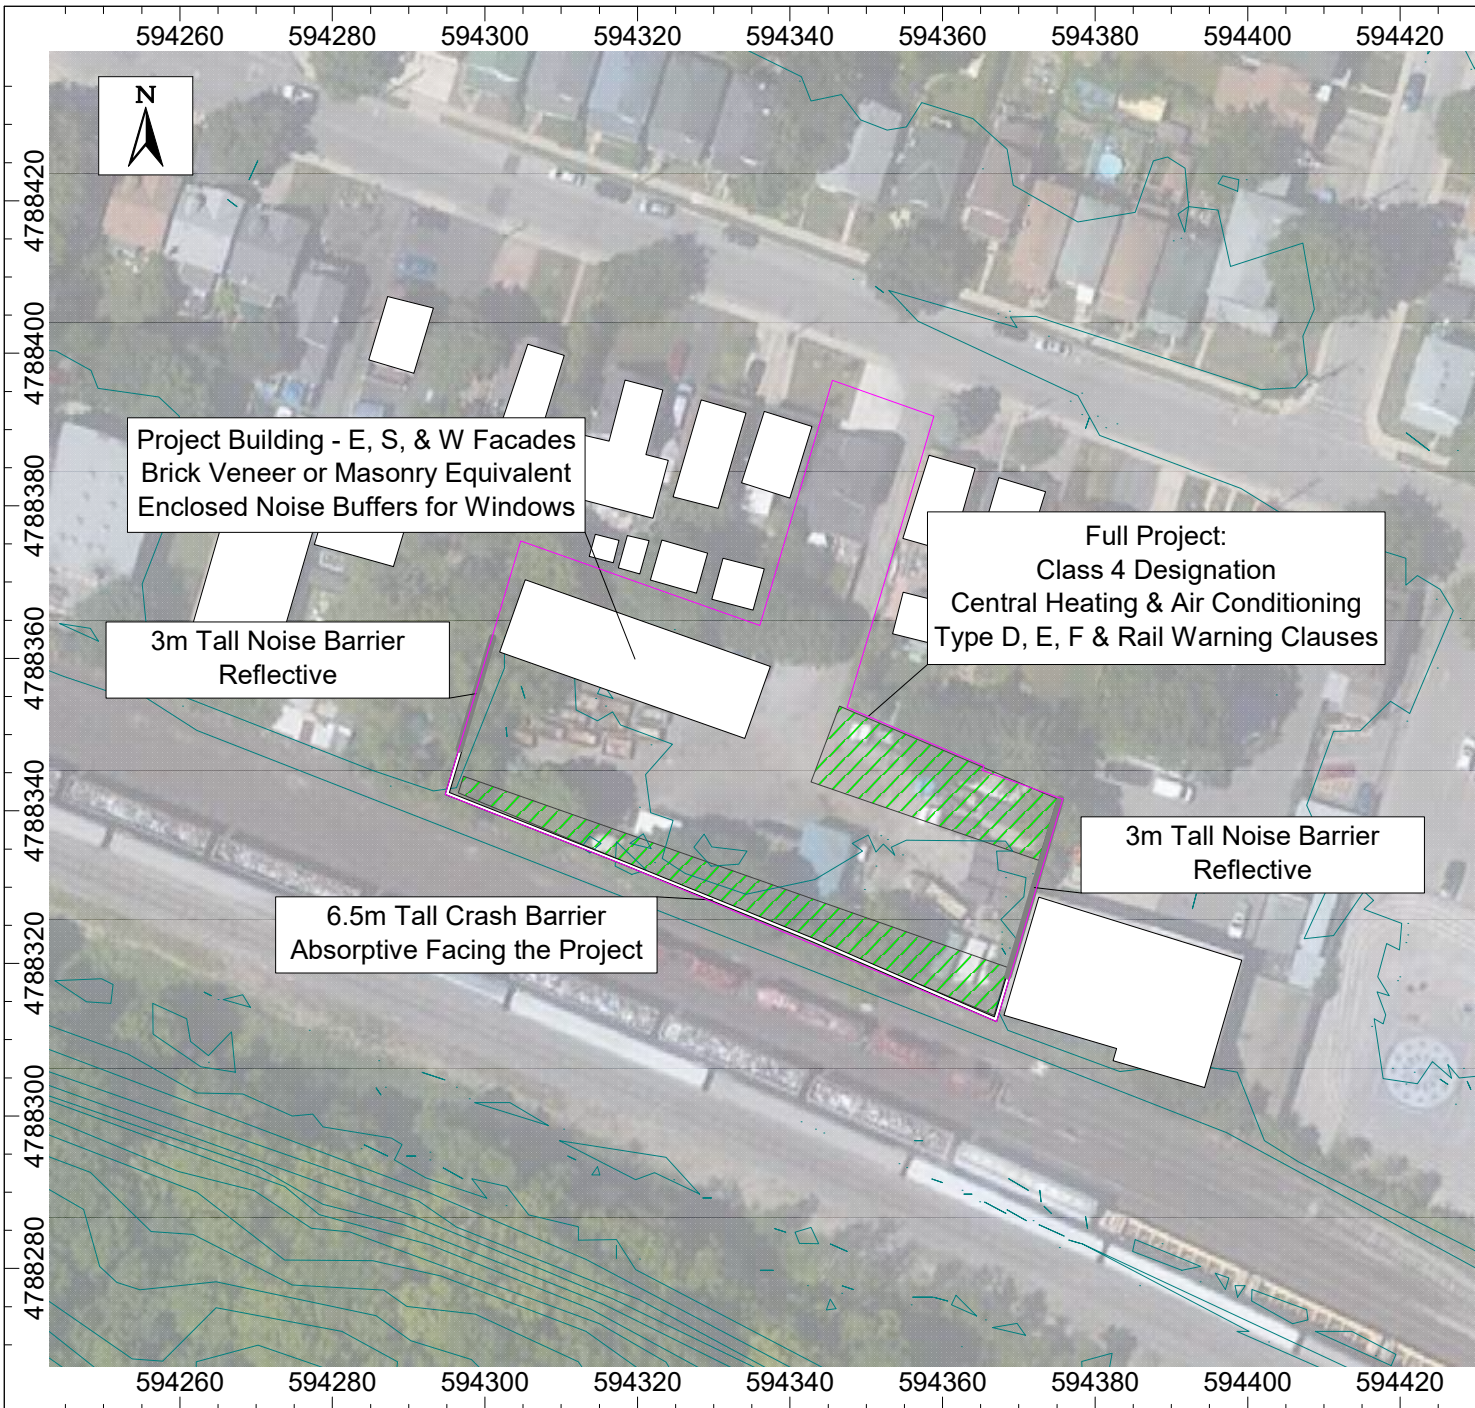 594260 594280 594300 594320 594340 594360 594380 594400 594420
N
4788420
4788400
4788380
4788360
4788340
4788320
4788300
4788280
Project Building - E, S, & W Facades
Brick Veneer or Masonry Equivalent
Enclosed Noise Buffers for Windows
Full Project:
Class 4 Designation
Central Heating & Air Conditioning
Type D, E, F & Rail Warning Clauses
3m Tall Noise Barrier
Reflective
3m Tall Noise Barrier
Reflective
6.5m Tall Crash Barrier
Absorptive Facing the Project
594260 594280 594300 594320 594340 594360 594380 594400 594420